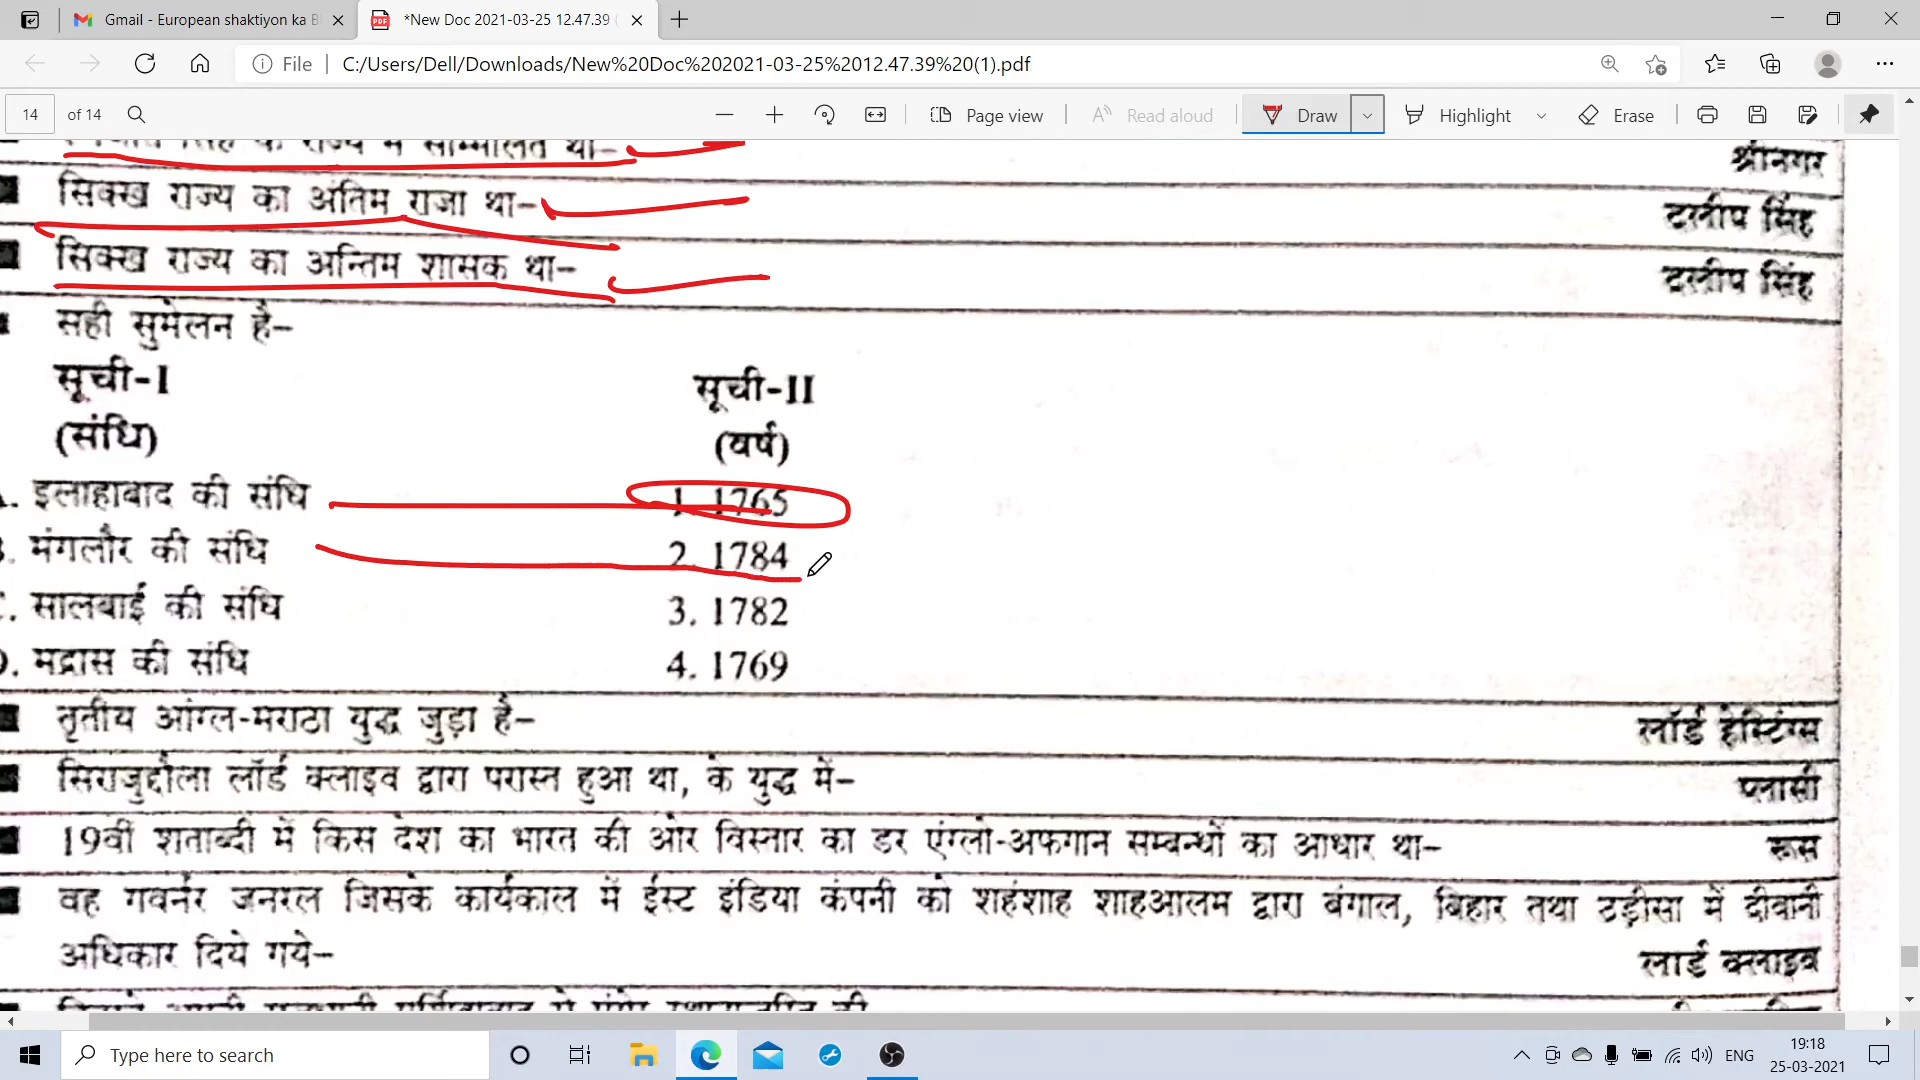 Gmail - European shaktiyon ka B
*New Doc 2021-03-25 12.47.39 (
File
C:/Users/Dell/Downloads/New%20Doc%202021-03-25%2012.47.39%20(1).pdf
14 of 14
Page view
Read aloud
Draw
Highlight
Erase
सिंह के राज्य में सम्मिलित था– श्रीनगर
सिक्ख राज्य का अंतिम राजा था– दलीप सिंह
सिक्ख राज्य का अन्तिम शासक था– दलीप सिंह
सही सुमेलन है–
सूची-I सूची-II
(संधि) (वर्ष)
. इलाहाबाद की संधि 1. 1765
. मंगलौर की संधि 2. 1784
. सालबाई की संधि 3. 1782
. मद्रास की संधि 4. 1769
तृतीय आंग्ल-मराठा युद्ध जुड़ा है– लॉर्ड हेस्टिंग्स
सिराजुद्दौला लॉर्ड क्लाइव द्वारा परास्त हुआ था, के युद्ध में– प्लासी
19वीं शताब्दी में किस देश का भारत की ओर विस्तार का डर एंग्लो-अफगान सम्बन्धों का आधार था– रूस
वह गवर्नर जनरल जिसके कार्यकाल में ईस्ट इंडिया कंपनी को शहंशाह शाहआलम द्वारा बंगाल, बिहार तथा उड़ीसा में दीवानी
अधिकार दिये गये– लार्ड क्लाइव
Type here to search
ENG
19:18
25-03-2021